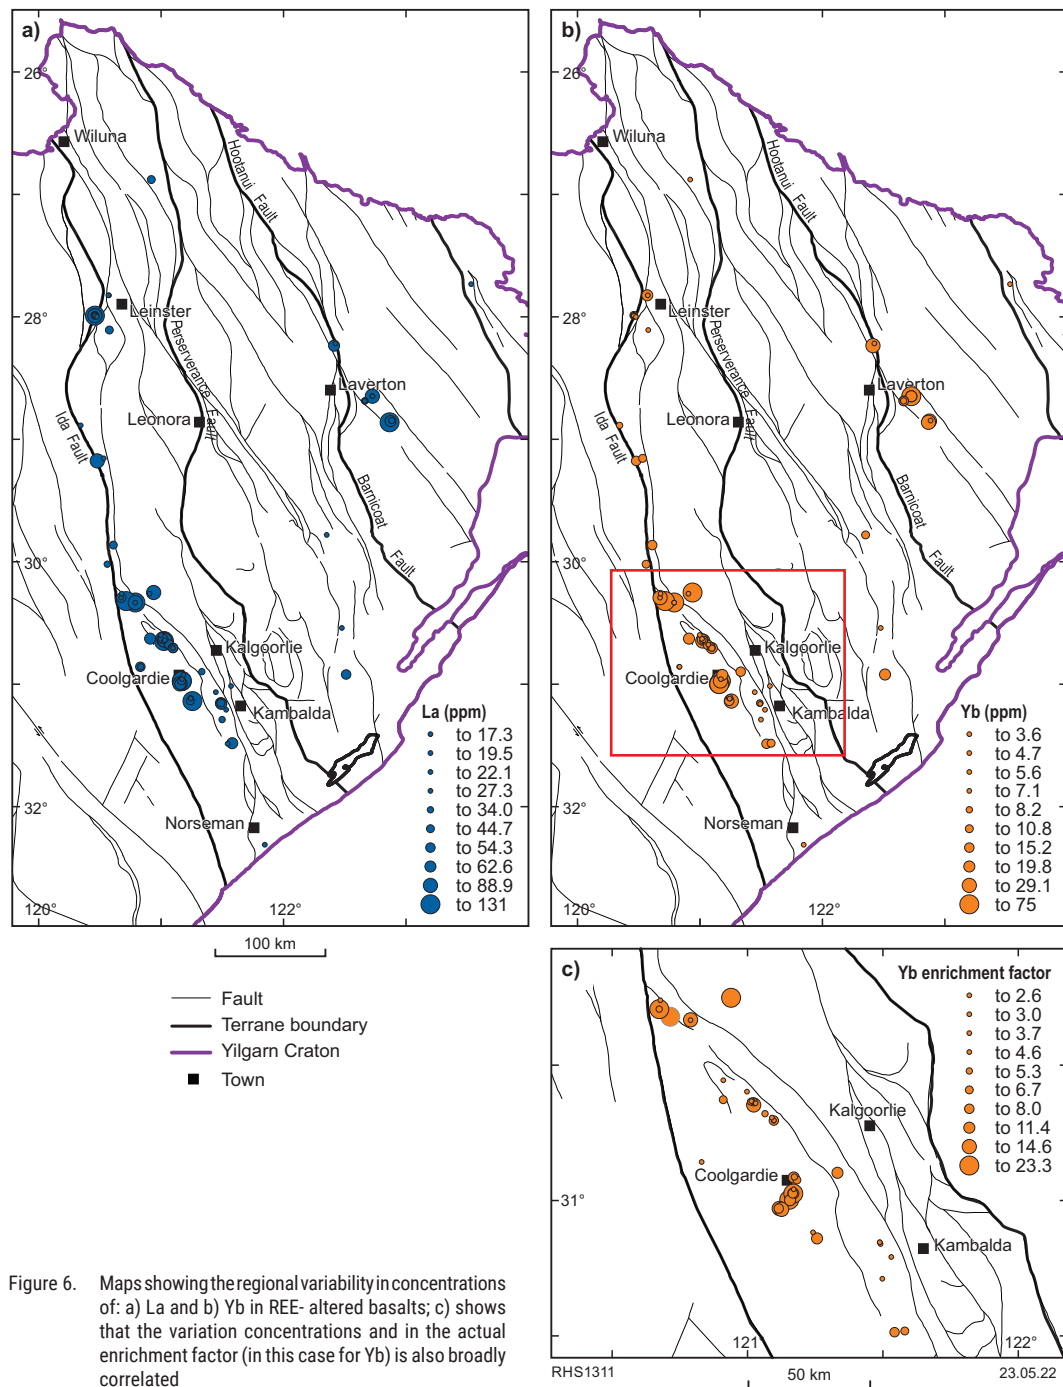 a)
26°
Wiluna
Hootanui Fault
28°
Leinster
Perserverance Fault
Laverton
Leonora
Ida Fault
Barnicoat Fault
30°
Kalgoorlie
Coolgardie
Kambalda
La (ppm)
to 17.3
to 19.5
to 22.1
to 27.3
to 34.0
to 44.7
to 54.3
to 62.6
to 88.9
to 131
32°
Norseman
120°
122°
100 km
Fault
Terrane boundary
Yilgarn Craton
Town
b)
26°
Wiluna
Hootanui Fault
28°
Leinster
Perserverance Fault
Laverton
Leonora
Ida Fault
Barnicoat Fault
30°
Kalgoorlie
Coolgardie
Kambalda
Yb (ppm)
to 3.6
to 4.7
to 5.6
to 7.1
to 8.2
to 10.8
to 15.2
to 19.8
to 29.1
to 75
32°
Norseman
120°
122°
c)
Yb enrichment factor
to 2.6
to 3.0
to 3.7
to 4.6
to 5.3
to 6.7
to 8.0
to 11.4
to 14.6
to 23.3
Kalgoorlie
Coolgardie
31°
Kambalda
121°
122°
RHS1311
50 km
23.05.22
Figure 6. Maps showing the regional variability in concentrations
of: a) La and b) Yb in REE- altered basalts; c) shows
that the variation concentrations and in the actual
enrichment factor (in this case for Yb) is also broadly
correlated